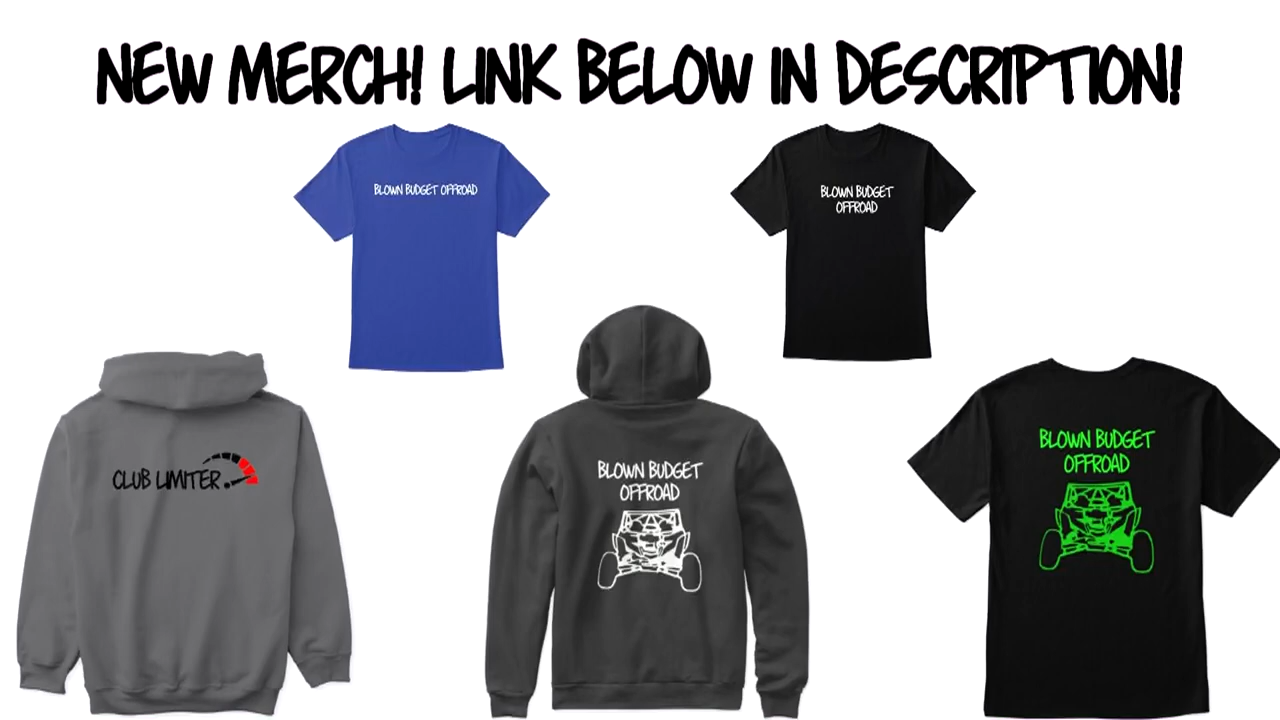 NEW MERCH! LINK BELOW IN DESCRIPTION!
BLOWN BUDGET OFFROAD
BLOWN BUDGET
OFFROAD
CLUB LIMITER
BLOWN BUDGET
OFFROAD
BLOWN BUDGET
OFFROAD